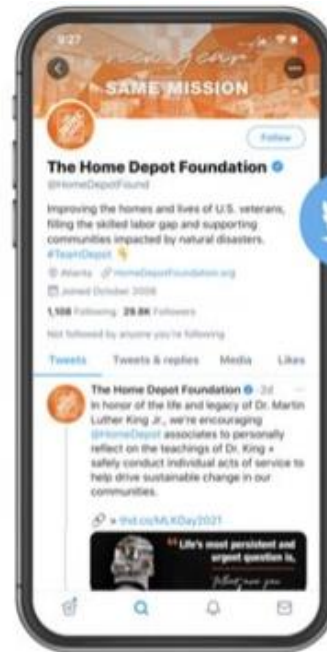 9:27
new year
SAME MISSION
Follow
The Home Depot Foundation
@HomeDepotFound
Improving the homes and lives of U.S. veterans,
filling the skilled labor gap and supporting
communities impacted by natural disasters.
#TeamDepot
Atlanta HomeDepotFoundation.org
Joined October 2008
1,108 Following 29.8K Followers
Not followed by anyone you're following
Tweets Tweets & replies Media Likes
The Home Depot Foundation · 2d
In honor of the life and legacy of Dr. Martin
Luther King Jr., we're encouraging
@HomeDepot associates to personally
reflect on the teachings of Dr. King +
safely conduct individual acts of service to
help drive sustainable change in our
communities.
» thd.co/MLKDay2021
"Life's most persistent and
urgent question is,